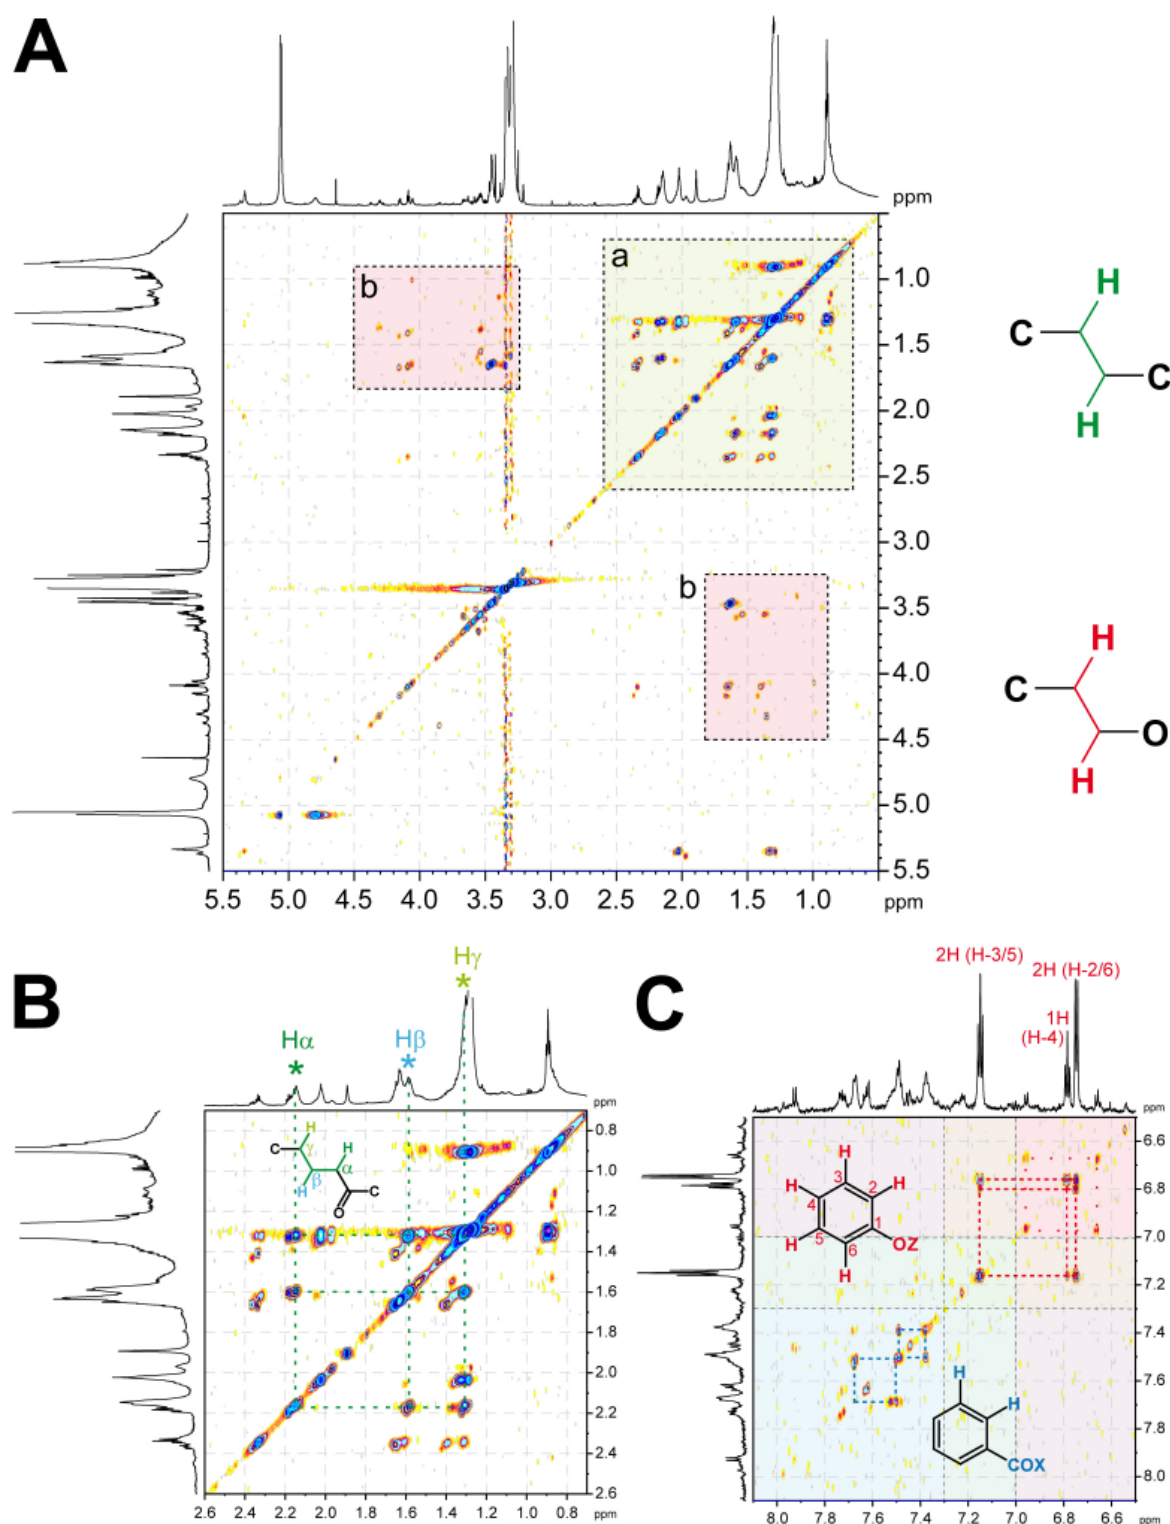 A
ppm
a
b
1.0
1.5
2.0
2.5
3.0
3.5
4.0
4.5
5.0
5.5
b
5.5 5.0 4.5 4.0 3.5 3.0 2.5 2.0 1.5 1.0 ppm
H
C
C
H
H
C
O
H
B
Hγ
Hα
Hβ
* * *
ppm
H
C γ H
α
H β C
O
0.8
1.0
1.2
1.4
1.6
1.8
2.0
2.2
2.4
2.6
2.6 2.4 2.2 2.0 1.8 1.6 1.4 1.2 1.0 0.8 ppm
C
2H (H-3/5)
2H (H-2/6)
1H
(H-4)
ppm
H
H 3 2 H
4 1
H 5 6 OZ
H
H
H
COX
6.6
6.8
7.0
7.2
7.4
7.6
7.8
8.0
8.0 7.8 7.6 7.4 7.2 7.0 6.8 6.6 ppm